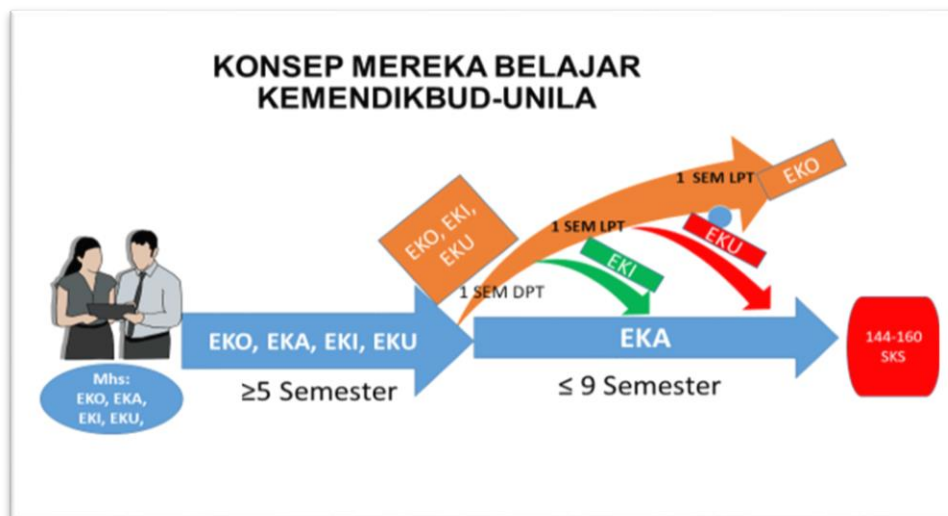 KONSEP MEREKA BELAJAR
KEMENDIKBUD-UNILA
1 SEM LPT
EKO
EKO, EKI,
EKU
1 SEM LPT
EKU
EKI
1 SEM DPT
EKO, EKA, EKI, EKU
EKA
144-160
SKS
≥5 Semester
≤ 9 Semester
Mhs:
EKO, EKA,
EKI, EKU,